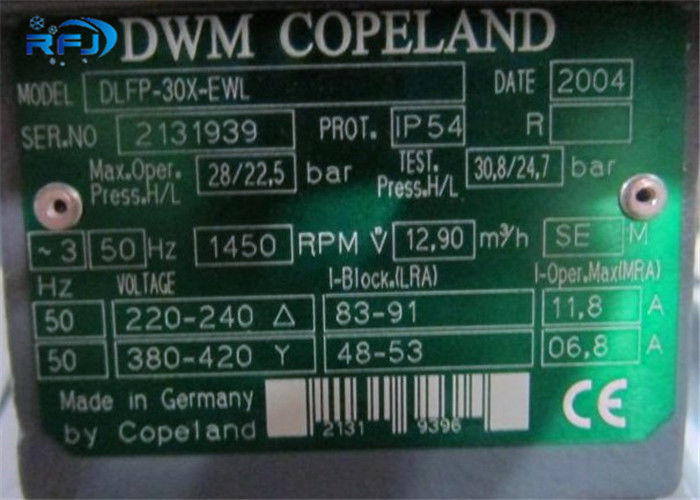 RFJ DWM COPELAND
MODEL DLFP-30X-EWL DATE 2004
SER.NO 2131939 PROT. IP54 R
Max.Oper. Press.H/L 28/22,5 bar TEST. Press.H/L 30,8/24,7 bar
~3 50 Hz 1450 RPM V̇ 12,90 m³/h SE M
Hz VOLTAGE I-Block.(LRA) I-Oper.Max(MRA)
50 220-240 Δ 83-91 11,8 A
50 380-420 Y 48-53 06,8 A
Made in Germany
by Copeland 2131 9396 CE